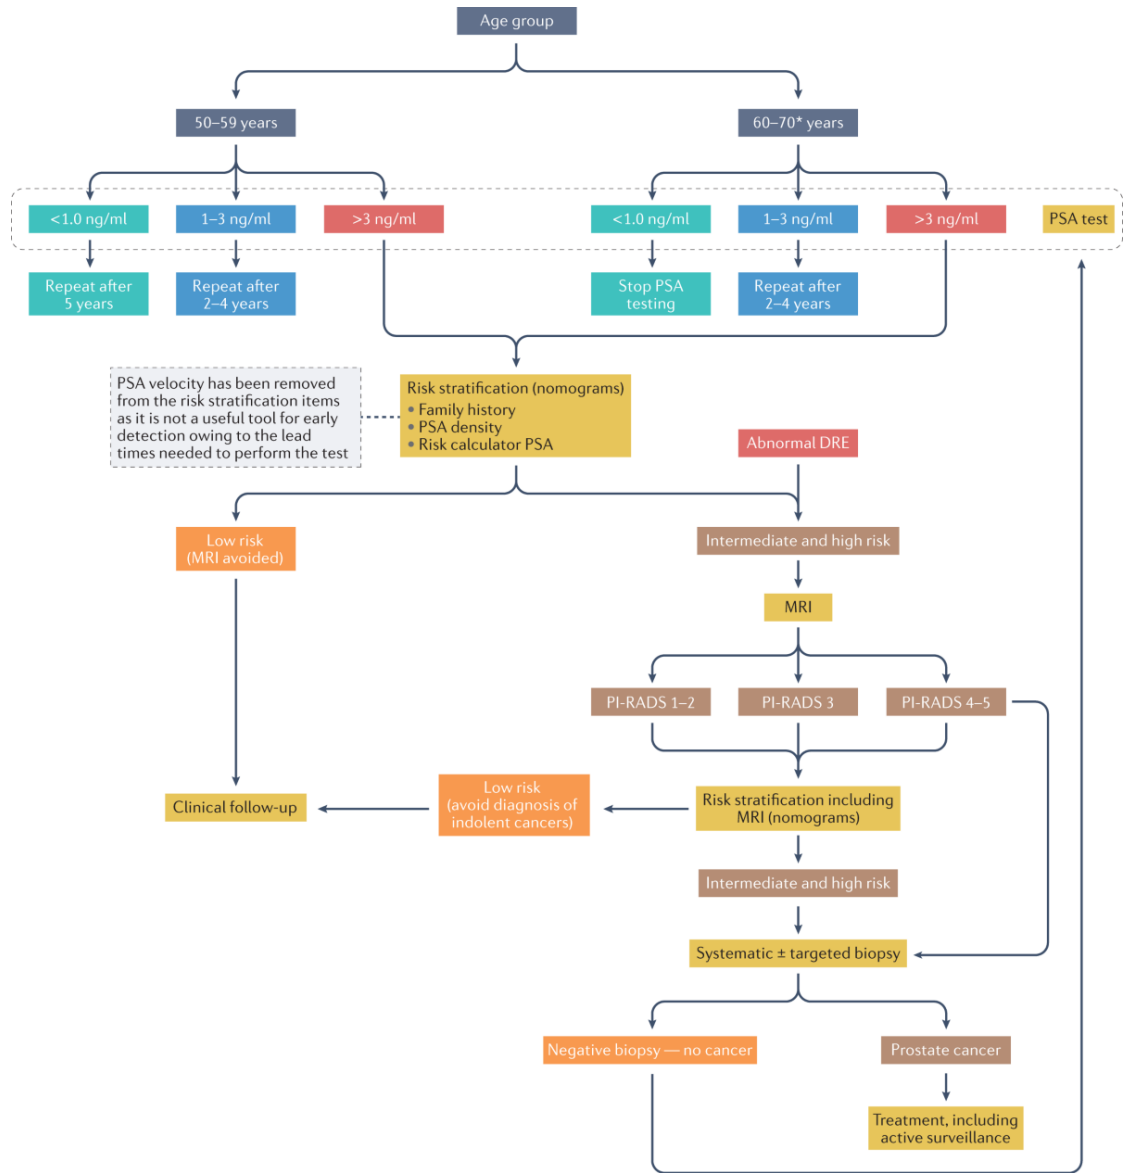 Age group
50–59 years
60–70* years
<1.0 ng/ml
1–3 ng/ml
>3 ng/ml
<1.0 ng/ml
1–3 ng/ml
>3 ng/ml
PSA test
Repeat after
5 years
Repeat after
2–4 years
Stop PSA
testing
Repeat after
2–4 years
PSA velocity has been removed
from the risk stratification items
as it is not a useful tool for early
detection owing to the lead
times needed to perform the test
Risk stratification (nomograms)
• Family history
• PSA density
• Risk calculator PSA
Abnormal DRE
Low risk
(MRI avoided)
Intermediate and high risk
MRI
PI-RADS 1–2
PI-RADS 3
PI-RADS 4–5
Clinical follow-up
Low risk
(avoid diagnosis of
indolent cancers)
Risk stratification including
MRI (nomograms)
Intermediate and high risk
Systematic ± targeted biopsy
Negative biopsy — no cancer
Prostate cancer
Treatment, including
active surveillance